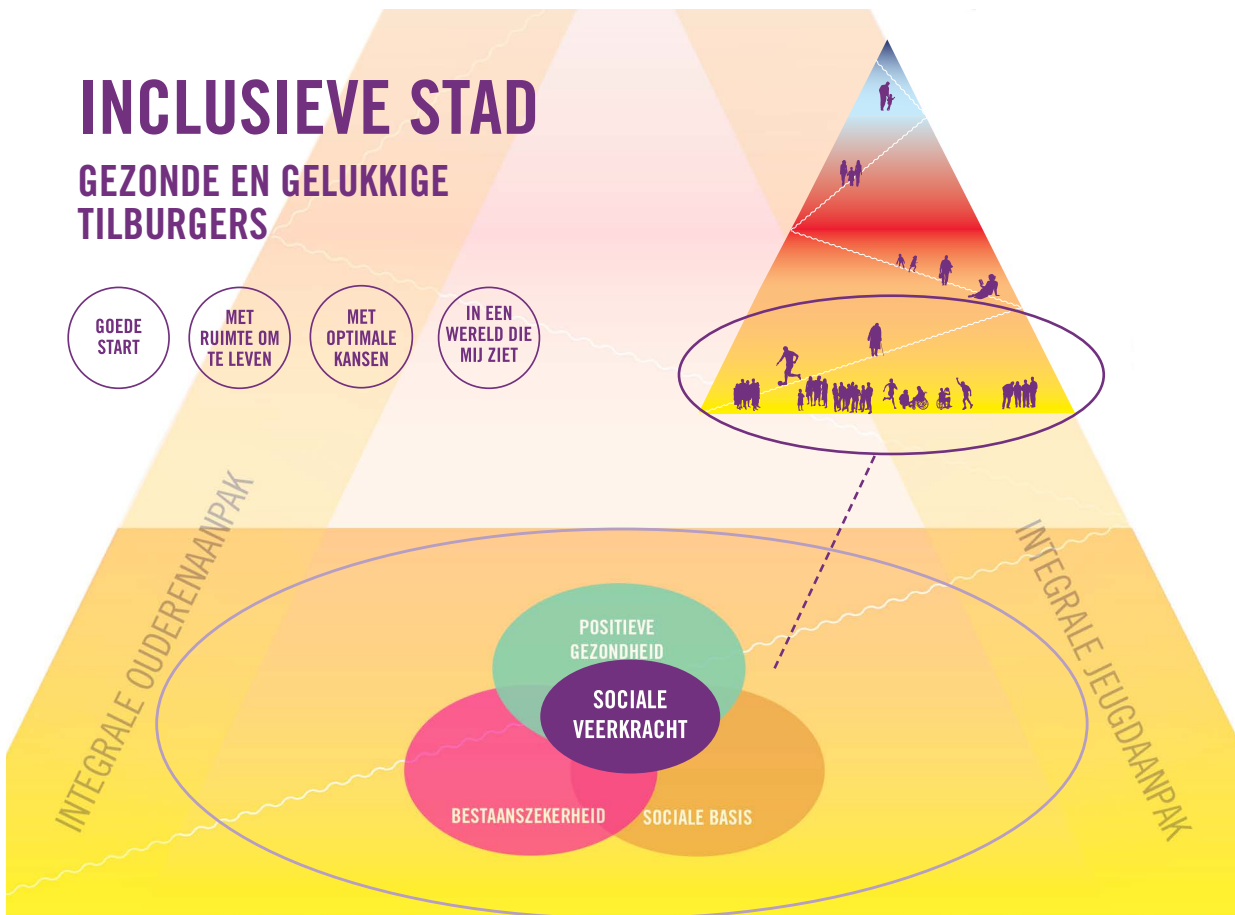 INCLUSIEVE STAD
GEZONDE EN GELUKKIGE
TILBURGERS
GOEDE
START
MET
RUIMTE OM
TE LEVEN
MET
OPTIMALE
KANSEN
IN EEN
WERELD DIE
MIJ ZIET
INTEGRALE OUDERENAANPAK
INTEGRALE JEUGDAANPAK
POSITIEVE
GEZONDHEID
SOCIALE
VEERKRACHT
BESTAANSZEKERHEID
SOCIALE BASIS